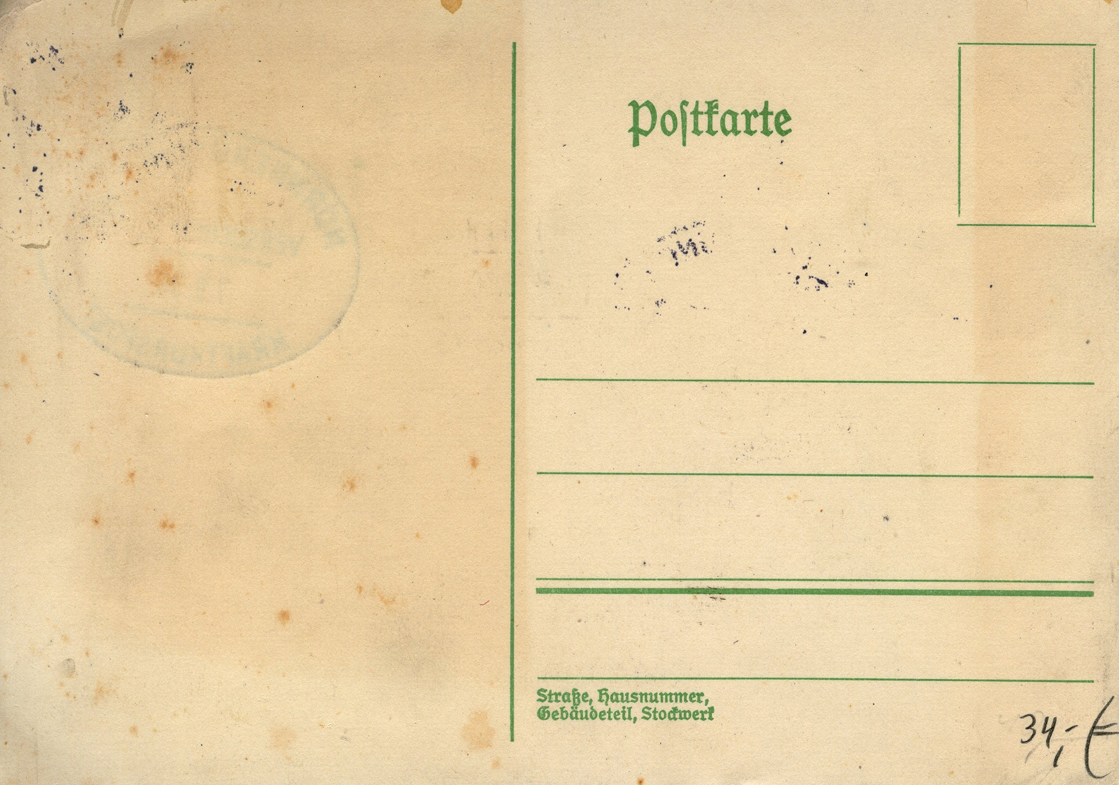 Postkarte
Straße, Hausnummer,
Gebäudeteil, Stockwerk
34,- €